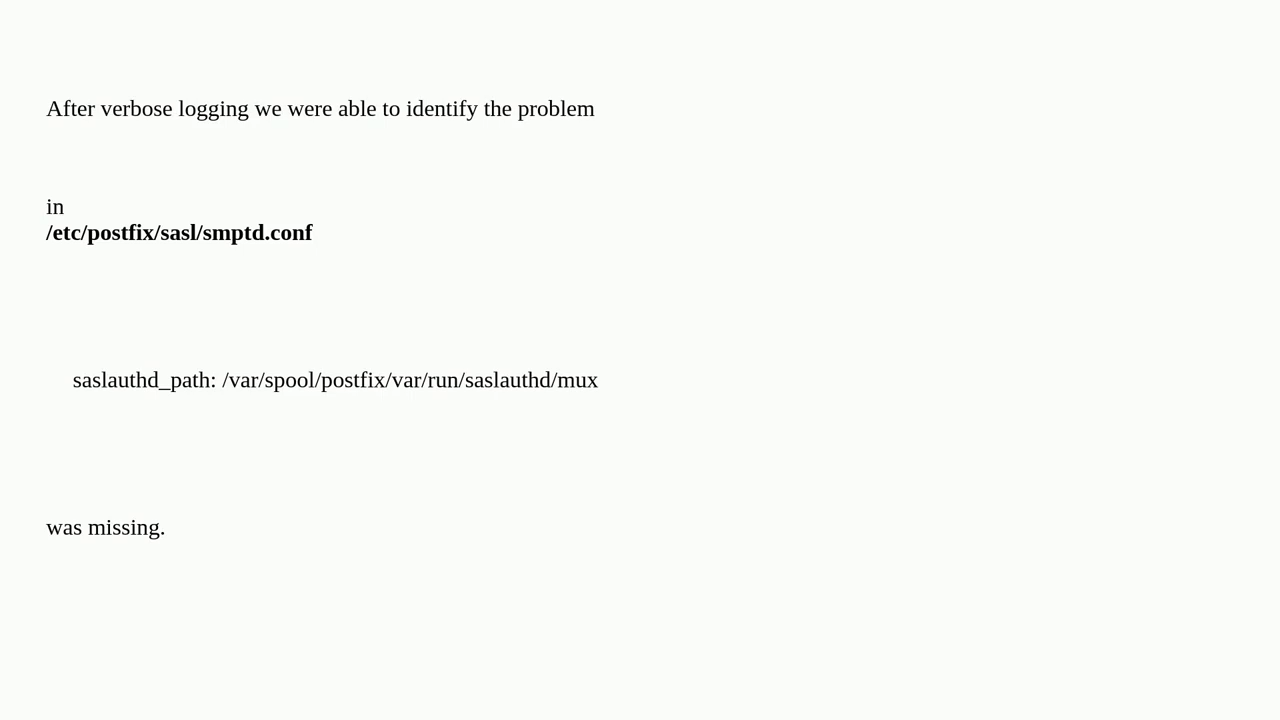 After verbose logging we were able to identify the problem
in
/etc/postfix/sasl/smptd.conf
saslauthd_path: /var/spool/postfix/var/run/saslauthd/mux
was missing.